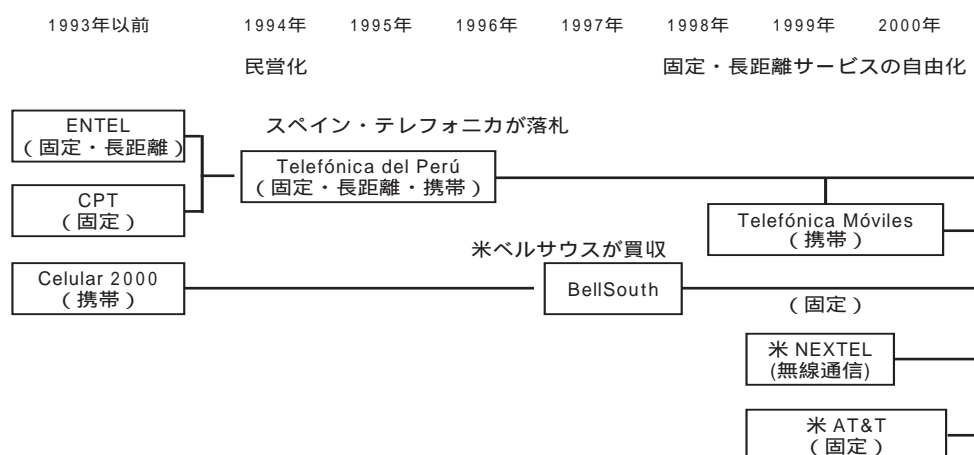 1993年以前 1994年 1995年 1996年 1997年 1998年 1999年 2000年
民営化 固定・長距離サービスの自由化
ENTEL
（固定・長距離）
スペイン・テレフォニカが落札
Telefónica del Perú
（固定・長距離・携帯）
CPT
（固定）
Telefónica Móviles
（携帯）
米ベルサウスが買収
Celular 2000
（携帯）
BellSouth
（固定）
米 NEXTEL
(無線通信)
米 AT&T
（固定）